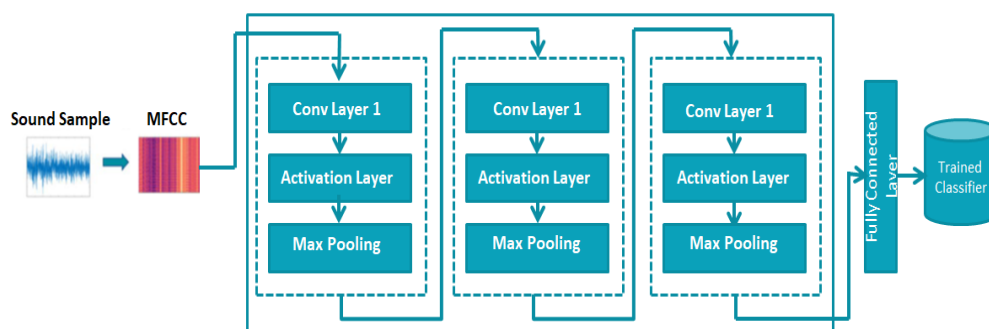 Sound Sample
MFCC
Conv Layer 1
Activation Layer
Max Pooling
Conv Layer 1
Activation Layer
Max Pooling
Conv Layer 1
Activation Layer
Max Pooling
Fully Connected
Layer
Trained
Classifier